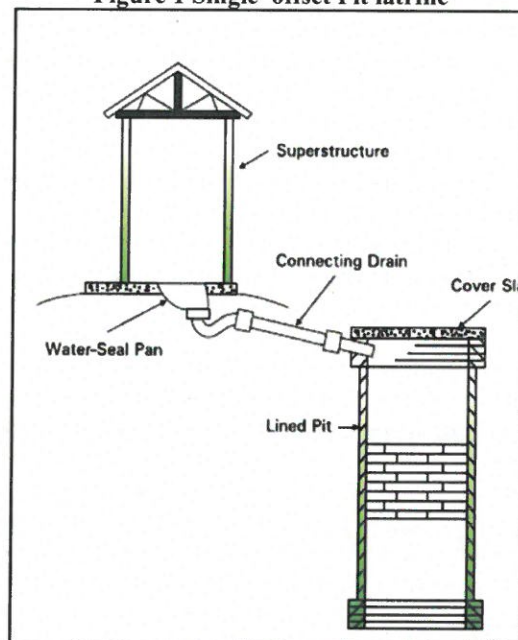 Figure 1 Single offset Pit latrine
Superstructure
Connecting Drain
Cover Sla
Water-Seal Pan
Lined Pit